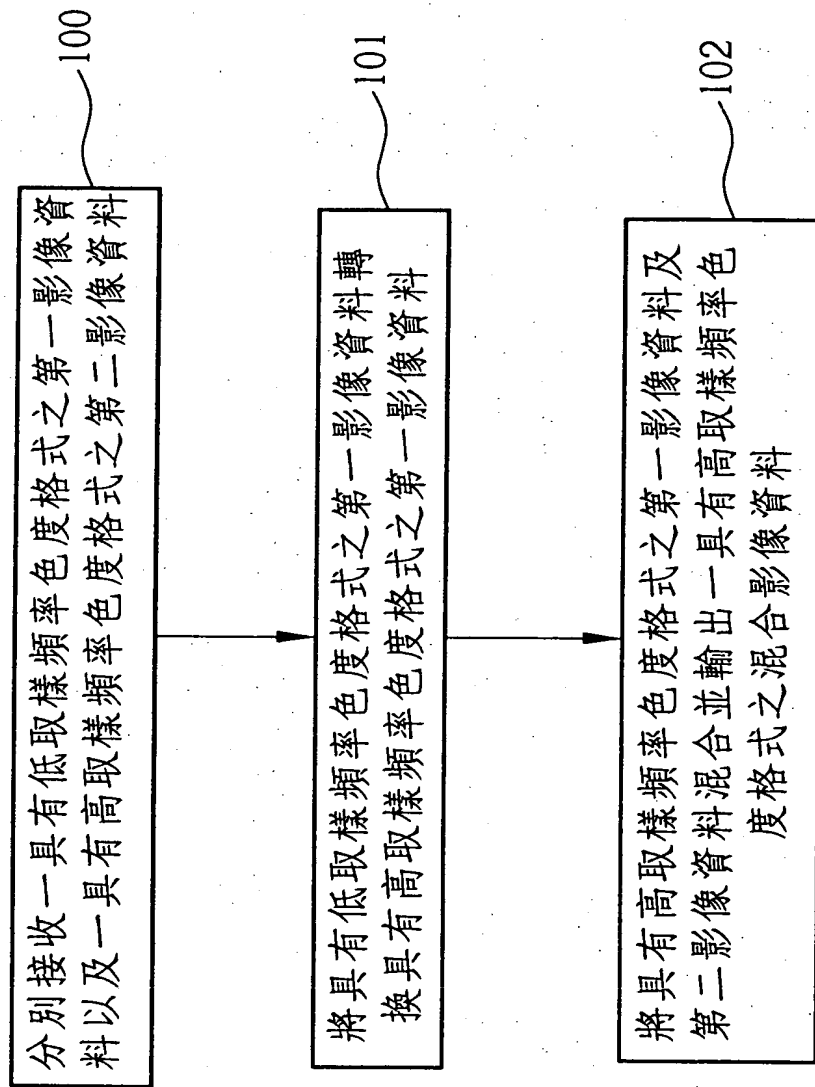 分別接收一具有低取樣頻率色度格式之第一影像資
料以及一具有高取樣頻率色度格式之第二影像資料
100
將具有低取樣頻率色度格式之第一影像資料轉
換具有高取樣頻率色度格式之第一影像資料
101
將具有高取樣頻率色度格式之第一影像資料及
第二影像資料混合並輸出一具有高取樣頻率色
度格式之混合影像資料
102